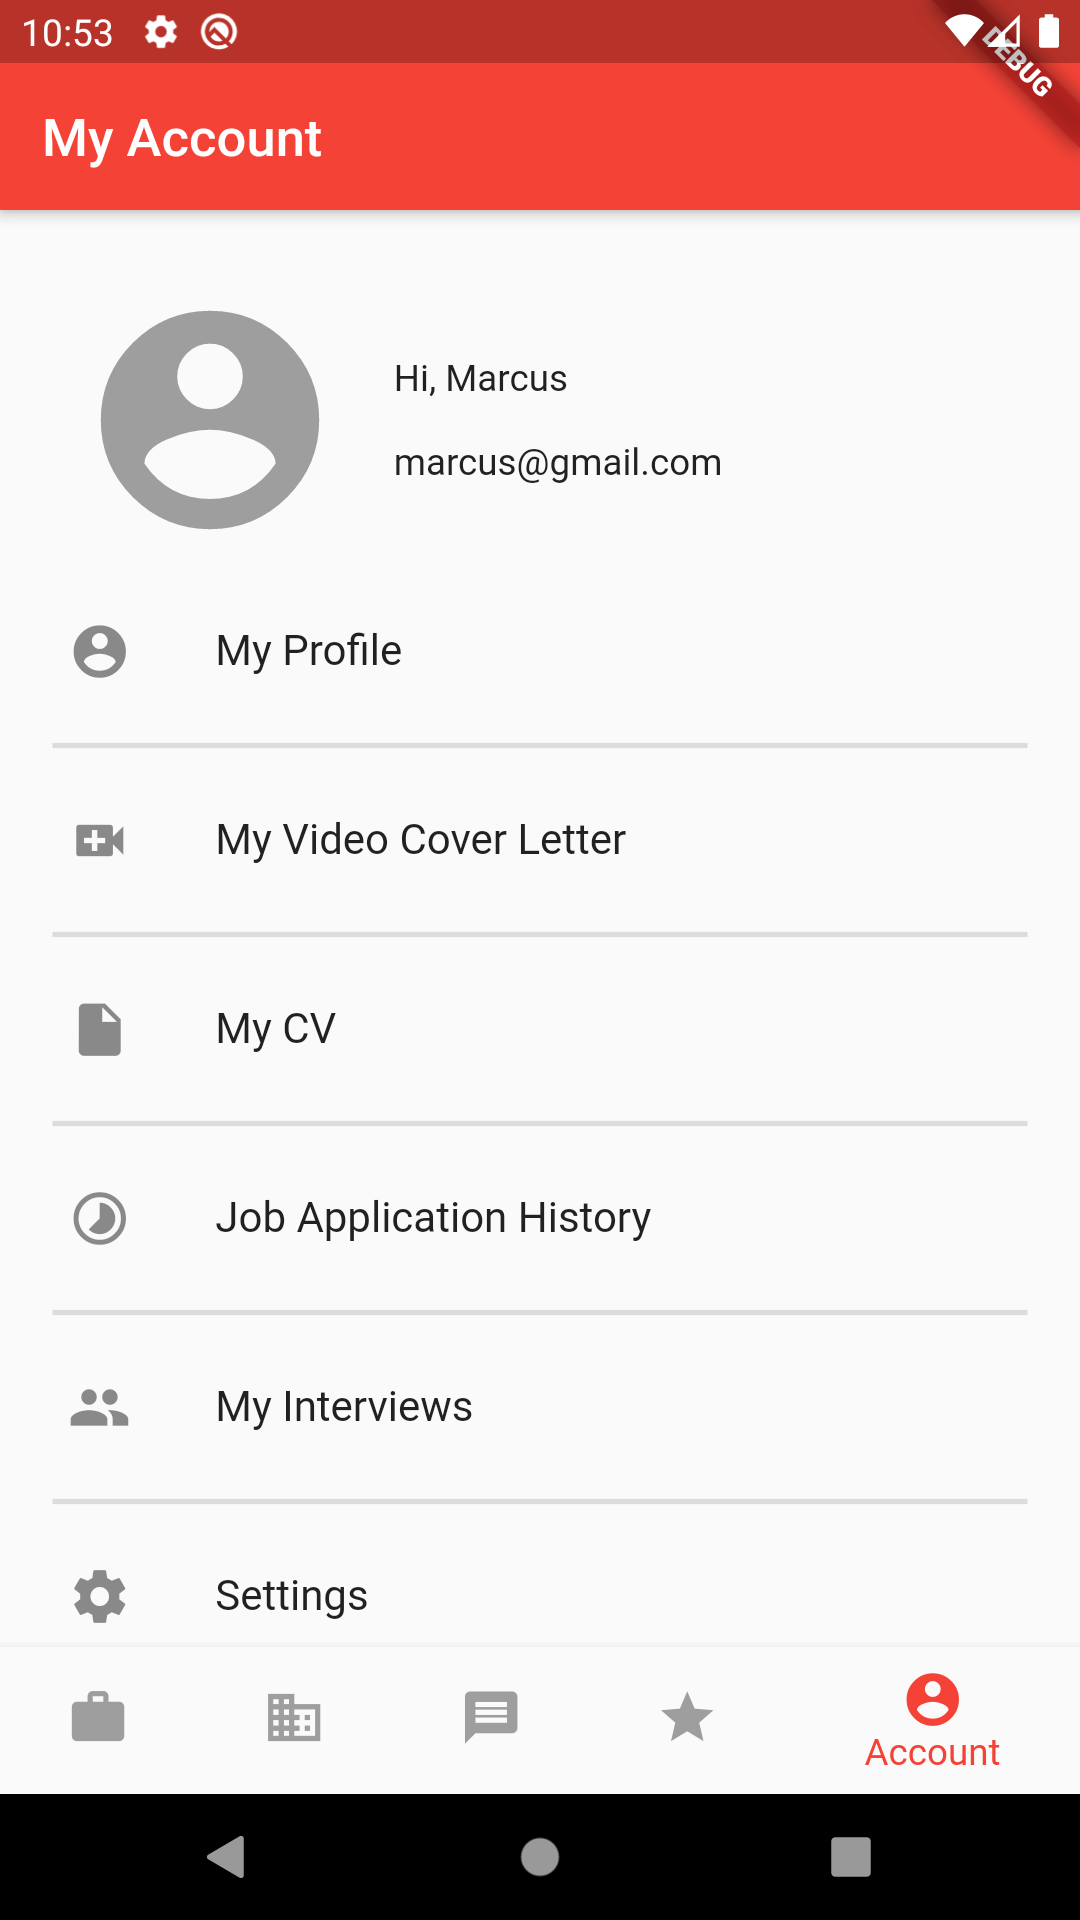 10:53
DEBUG
My Account
Hi, Marcus
marcus@gmail.com
My Profile
My Video Cover Letter
My CV
Job Application History
My Interviews
Settings
Account